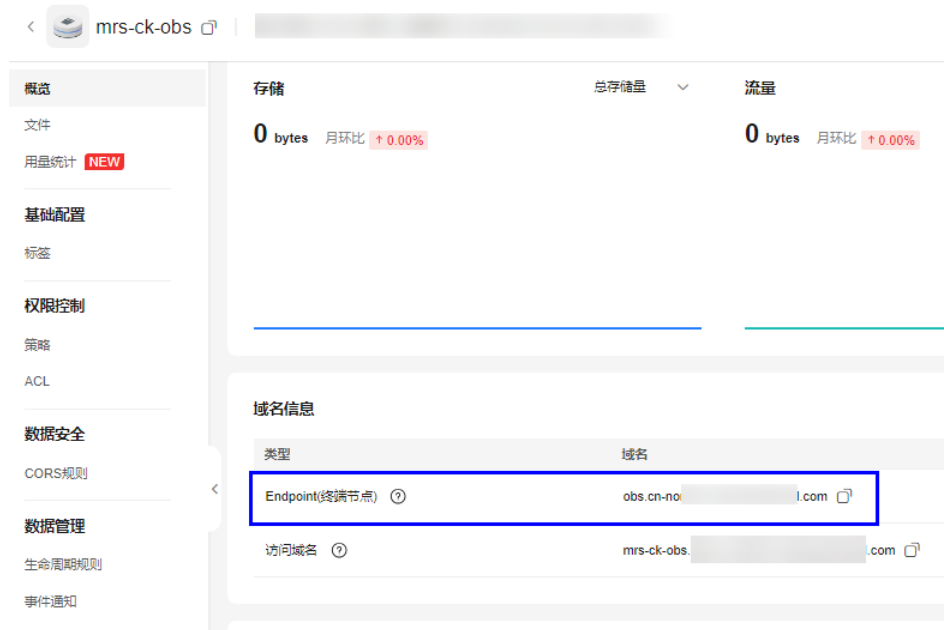 mrs-ck-obs
概览
文件
用量统计 NEW
基础配置
标签
权限控制
策略
ACL
数据安全
CORS规则
数据管理
生命周期规则
事件通知
存储 总存储量
0 bytes 月环比 ↑ 0.00%
流量
0 bytes 月环比 ↑ 0.00%
域名信息
类型 域名
Endpoint(终端节点) obs.cn-no l.com
访问域名 mrs-ck-obs. .com